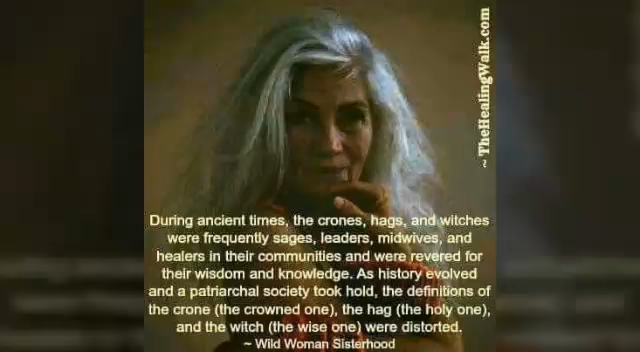 ~ TheHealingWalk.com
During ancient times, the crones, hags, and witches
were frequently sages, leaders, midwives, and
healers in their communities and were revered for
their wisdom and knowledge. As history evolved
and a patriarchal society took hold, the definitions of
the crone (the crowned one), the hag (the holy one),
and the witch (the wise one) were distorted.
~ Wild Woman Sisterhood